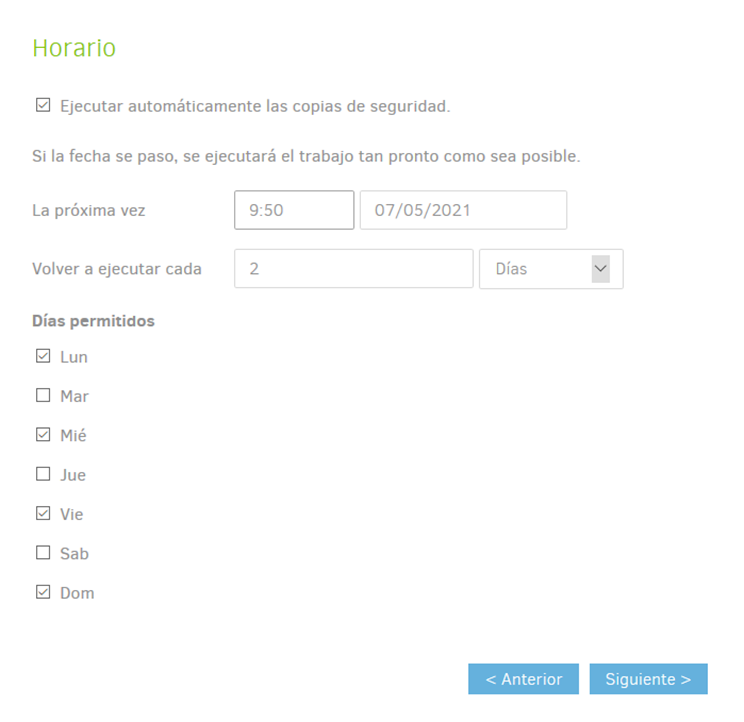 Horario
Ejecutar automáticamente las copias de seguridad.
Si la fecha se paso, se ejecutará el trabajo tan pronto como sea posible.
La próxima vez 9:50 07/05/2021
Volver a ejecutar cada 2 Días
Días permitidos
Lun
Mar
Mié
Jue
Vie
Sab
Dom
< Anterior Siguiente >